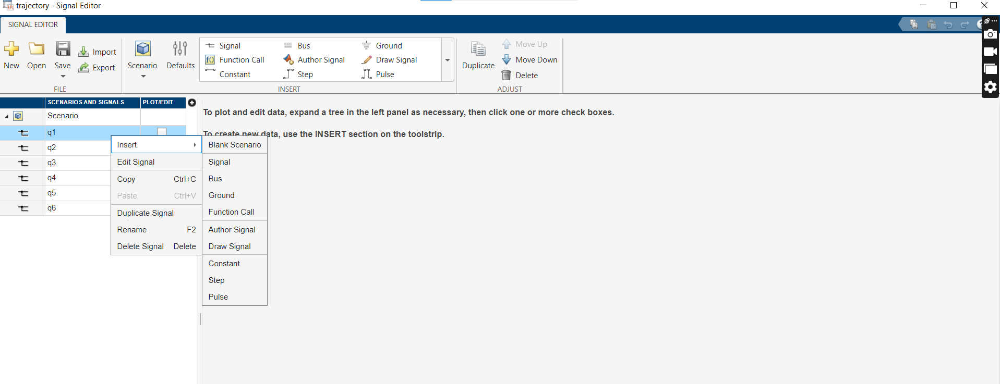 trajectory - Signal Editor
SIGNAL EDITOR
New
Open
Save
Import
Export
FILE
Scenario
Defaults
Signal
Bus
Ground
Function Call
Author Signal
Draw Signal
Constant
Step
Pulse
INSERT
Duplicate
Move Up
Move Down
Delete
ADJUST
SCENARIOS AND SIGNALS PLOT/EDIT
Scenario
q1
q2
q3
q4
q5
q6
To plot and edit data, expand a tree in the left panel as necessary, then click one or more check boxes.
To create new data, use the INSERT section on the toolstrip.
Insert
Edit Signal
Copy Ctrl+C
Paste Ctrl+V
Duplicate Signal
Rename F2
Delete Signal Delete
Blank Scenario
Signal
Bus
Ground
Function Call
Author Signal
Draw Signal
Constant
Step
Pulse